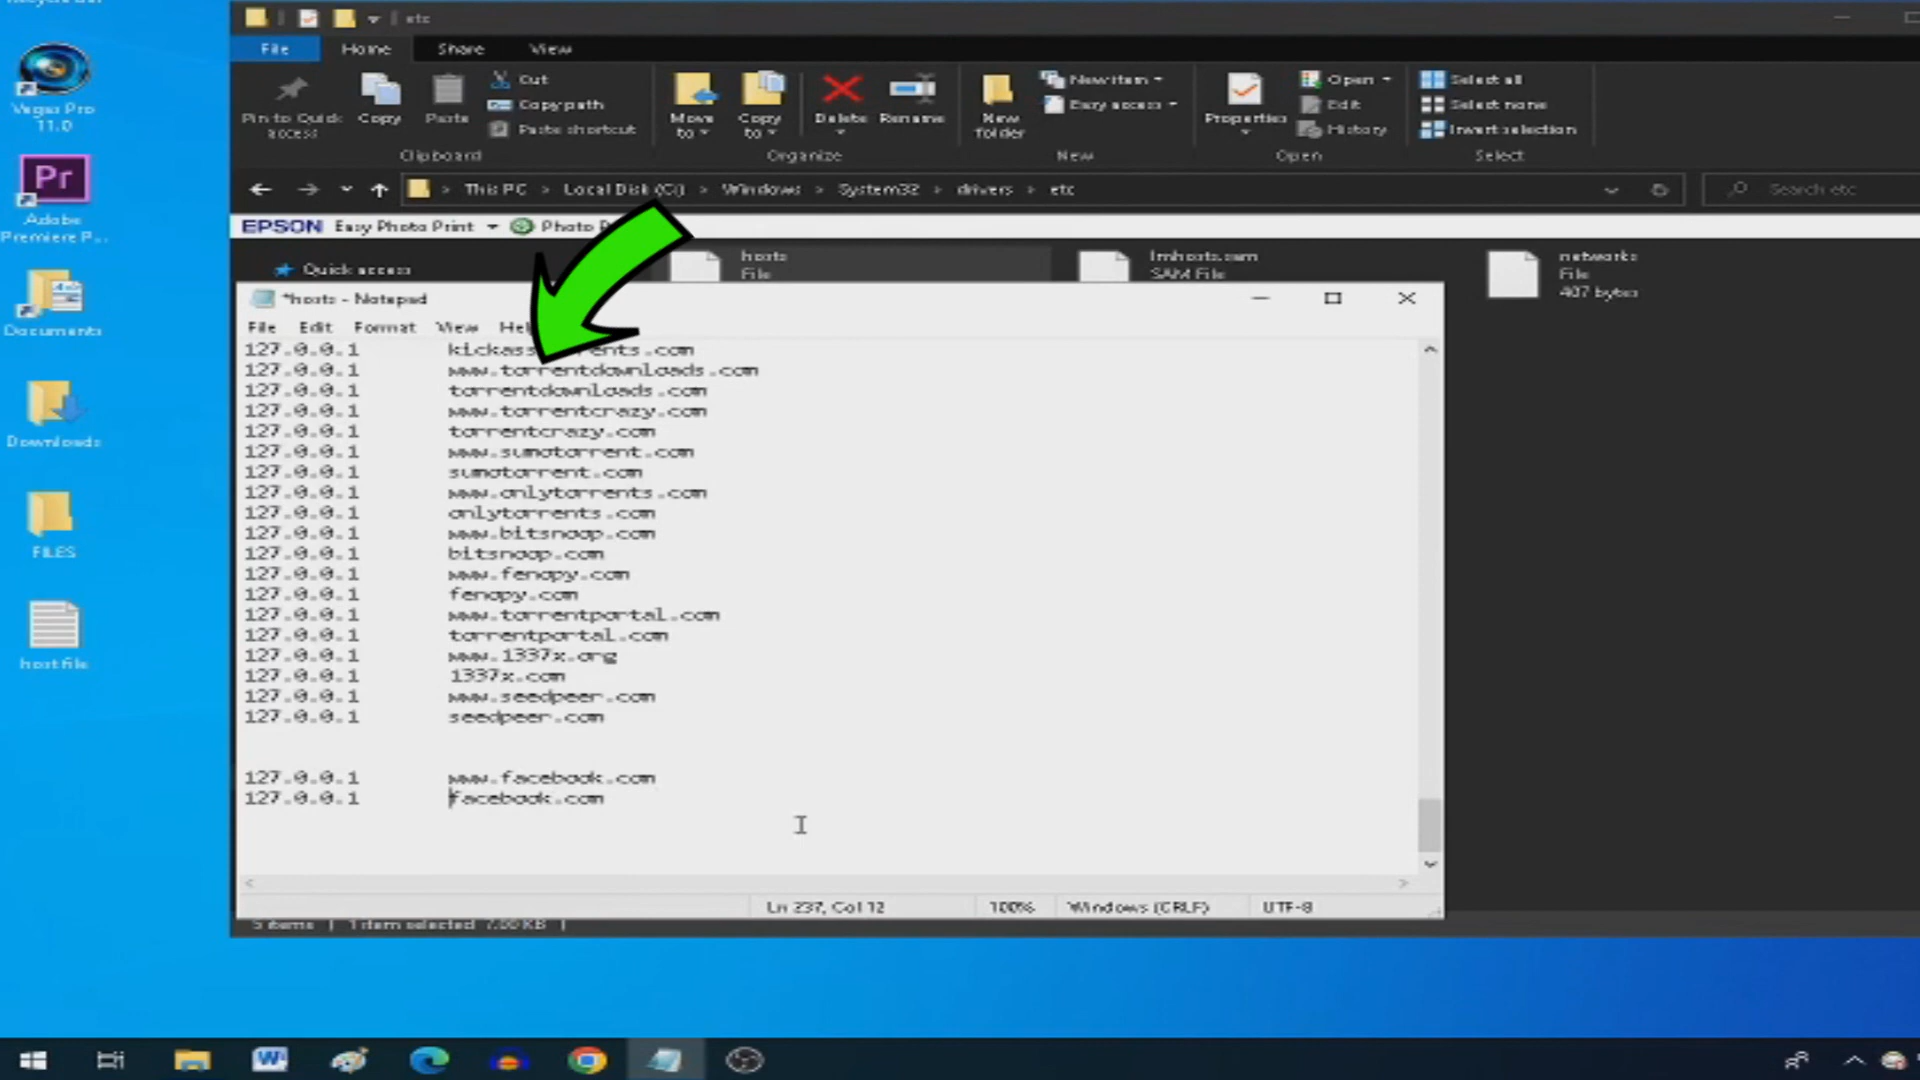 etc
File Home Share View
Pin to Quick access
Copy
Paste
Cut
Copy path
Paste shortcut
Clipboard
Move to
Copy to
Delete
Rename
Organize
New folder
New item
Easy access
New
Properties
Open
Edit
History
Open
Select all
Select none
Invert selection
Select
This PC > Local Disk (C:) > Windows > System32 > drivers > etc
Search etc
EPSON Easy Photo Print Photo
Quick access
hosts
File
lmhosts.sam
SAM File
networks
File
407 bytes
*hosts - Notepad
File Edit Format View
127.0.0.1 www.torrentdownloads.com
127.0.0.1 torrentdownloads.com
127.0.0.1 www.torrentcrazy.com
127.0.0.1 torrentcrazy.com
127.0.0.1 www.sumotorrent.com
127.0.0.1 sumotorrent.com
127.0.0.1 www.onlytorrents.com
127.0.0.1 onlytorrents.com
127.0.0.1 www.bitsnoop.com
127.0.0.1 bitsnoop.com
127.0.0.1 www.fenopy.com
127.0.0.1 fenopy.com
127.0.0.1 www.torrentportal.com
127.0.0.1 torrentportal.com
127.0.0.1 www.1337x.org
127.0.0.1 1337x.com
127.0.0.1 www.seedpeer.com
127.0.0.1 seedpeer.com
127.0.0.1 www.facebook.com
127.0.0.1 facebook.com
Ln 237, Col 12 100% Windows (CRLF) UTF-8
5 items 1 item selected
Vegas Pro 11.0
Pr
Adobe Premiere P...
Documents
Downloads
FILES
host file